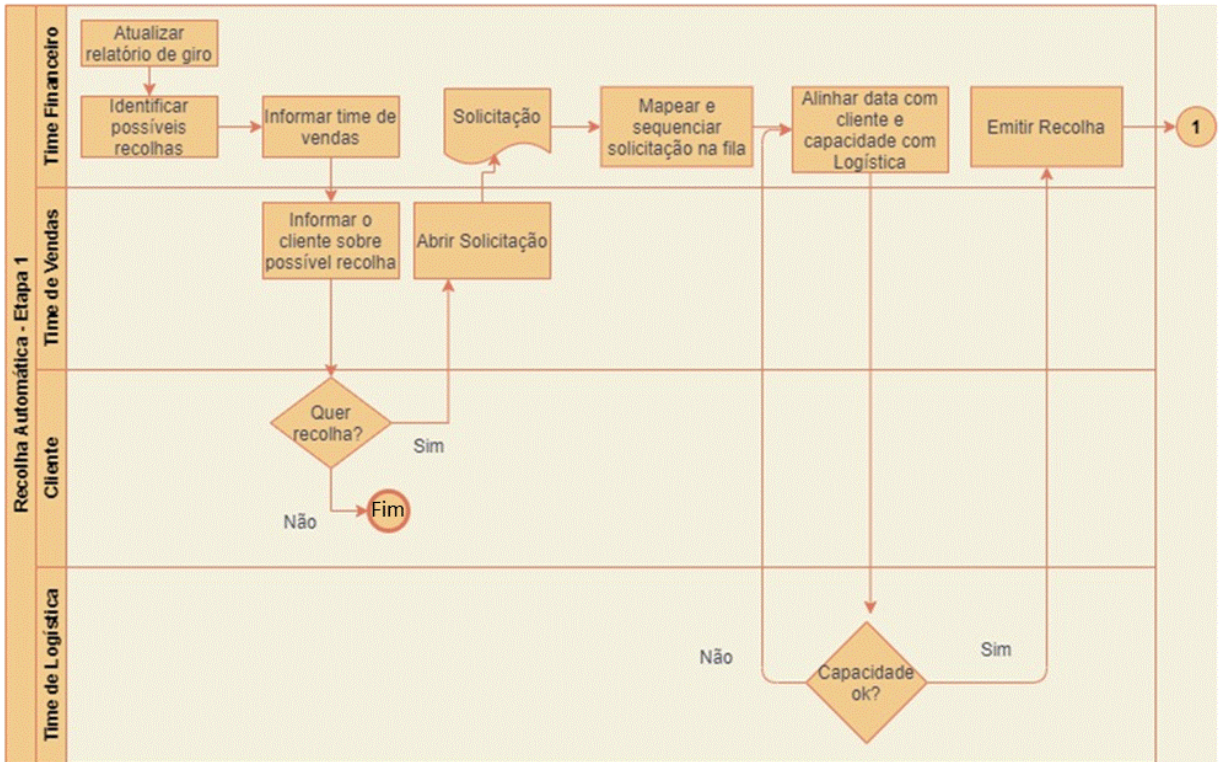 Recolha Automática - Etapa 1
Time Financeiro
Atualizar
relatório de giro
Identificar
possíveis
recolhas
Informar time de
vendas
Solicitação
Mapear e
sequenciar
solicitação na fila
Alinhar data com
cliente e
capacidade com
Logística
Emitir Recolha
1
Time de Vendas
Informar o
cliente sobre
possível recolha
Abrir Solicitação
Cliente
Quer
recolha?
Sim
Não
Fim
Time de Logística
Capacidade
ok?
Não
Sim